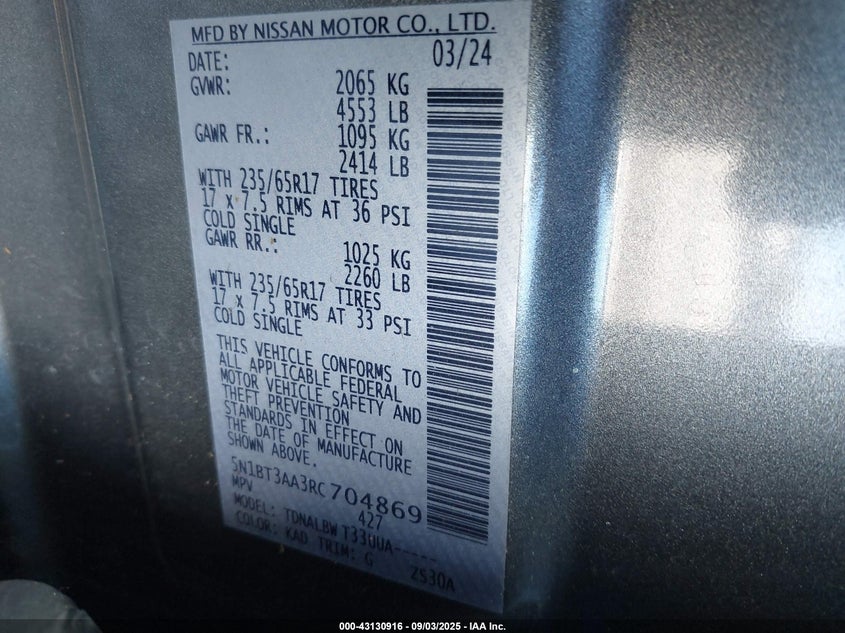 MFD BY NISSAN MOTOR CO., LTD.
DATE: 03/24
GVWR: 2065 KG
4553 LB
GAWR FR.: 1095 KG
2414 LB
WITH 235/65R17 TIRES
17 x 7.5 RIMS AT 36 PSI
COLD SINGLE
GAWR RR.: 1025 KG
2260 LB
WITH 235/65R17 TIRES
17 x 7.5 RIMS AT 33 PSI
COLD SINGLE
THIS VEHICLE CONFORMS TO
ALL APPLICABLE FEDERAL
MOTOR VEHICLE SAFETY AND
THEFT PREVENTION
STANDARDS IN EFFECT ON
THE DATE OF MANUFACTURE
SHOWN ABOVE.
5N1BT3AA3RC704869
MPV 427
MODEL: TDNALBW T33UUA-----
COLOR: KAD TRIM: G ZS30A
000-43130916 - 09/03/2025 - IAA Inc.